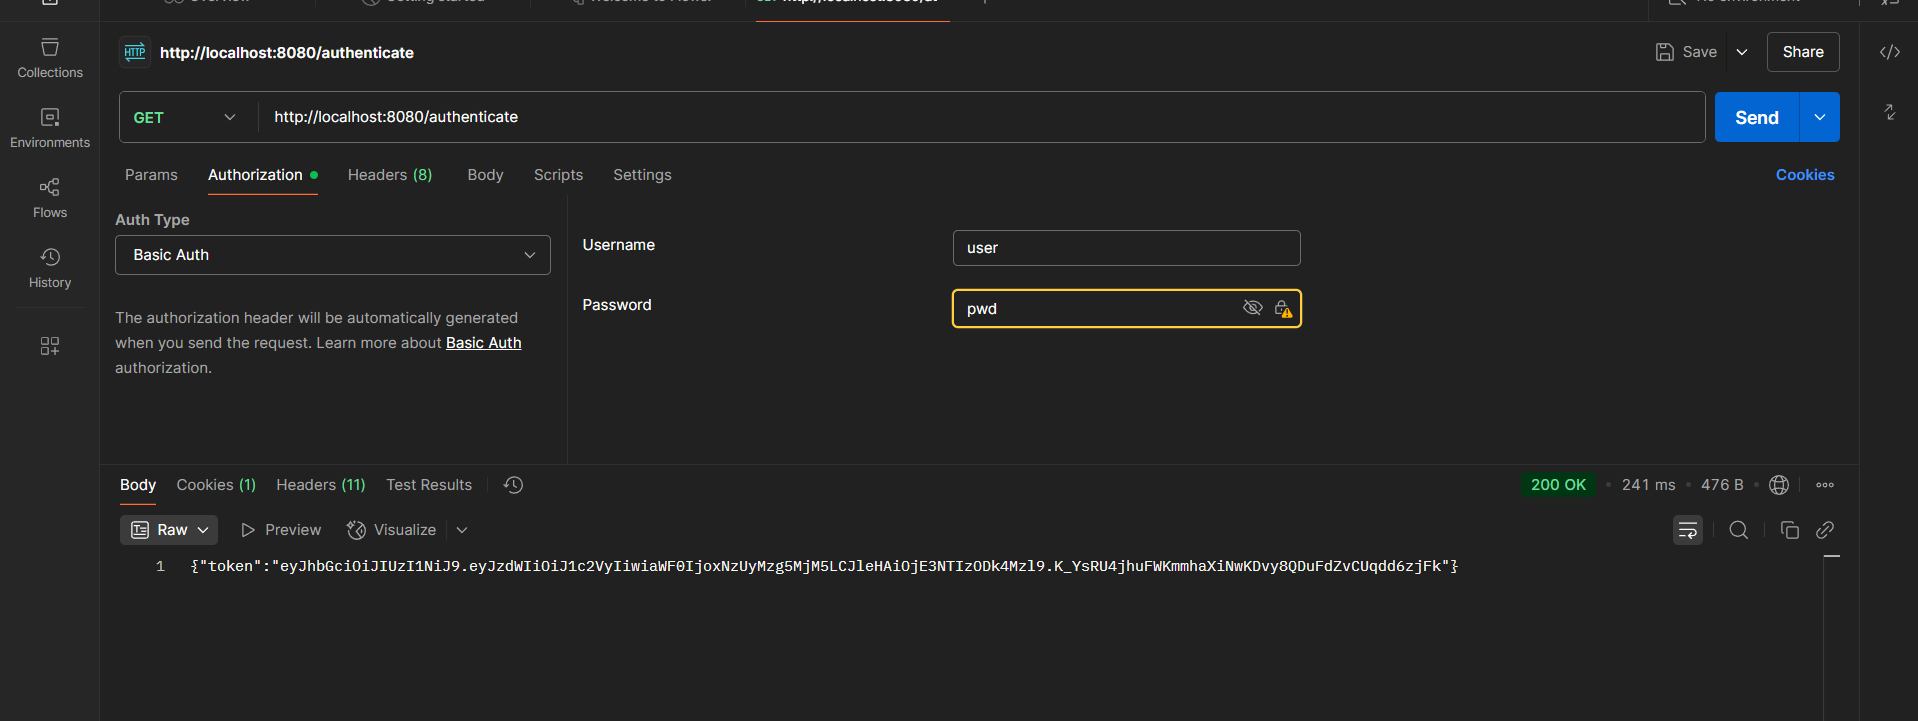 http://localhost:8080/authenticate
Save
Share
Collections
GET
http://localhost:8080/authenticate
Send
Environments
Params
Authorization
Headers (8)
Body
Scripts
Settings
Cookies
Flows
Auth Type
Basic Auth
Username
user
History
Password
pwd
The authorization header will be automatically generated
when you send the request. Learn more about Basic Auth
authorization.
Body
Cookies (1)
Headers (11)
Test Results
200 OK
241 ms
476 B
Raw
Preview
Visualize
1
{"token":"eyJhbGciOiJIUzI1NiJ9.eyJzdWIiOiJ1c2VyIiwiaWF0IjoxNzUyMzg5MjM5LCJleHAiOjE3NTIzODk4Mzl9.K_YsRU4jhuFWKmmhaXiNwKDvy8QDuFdZvCUqdd6zjFk"}